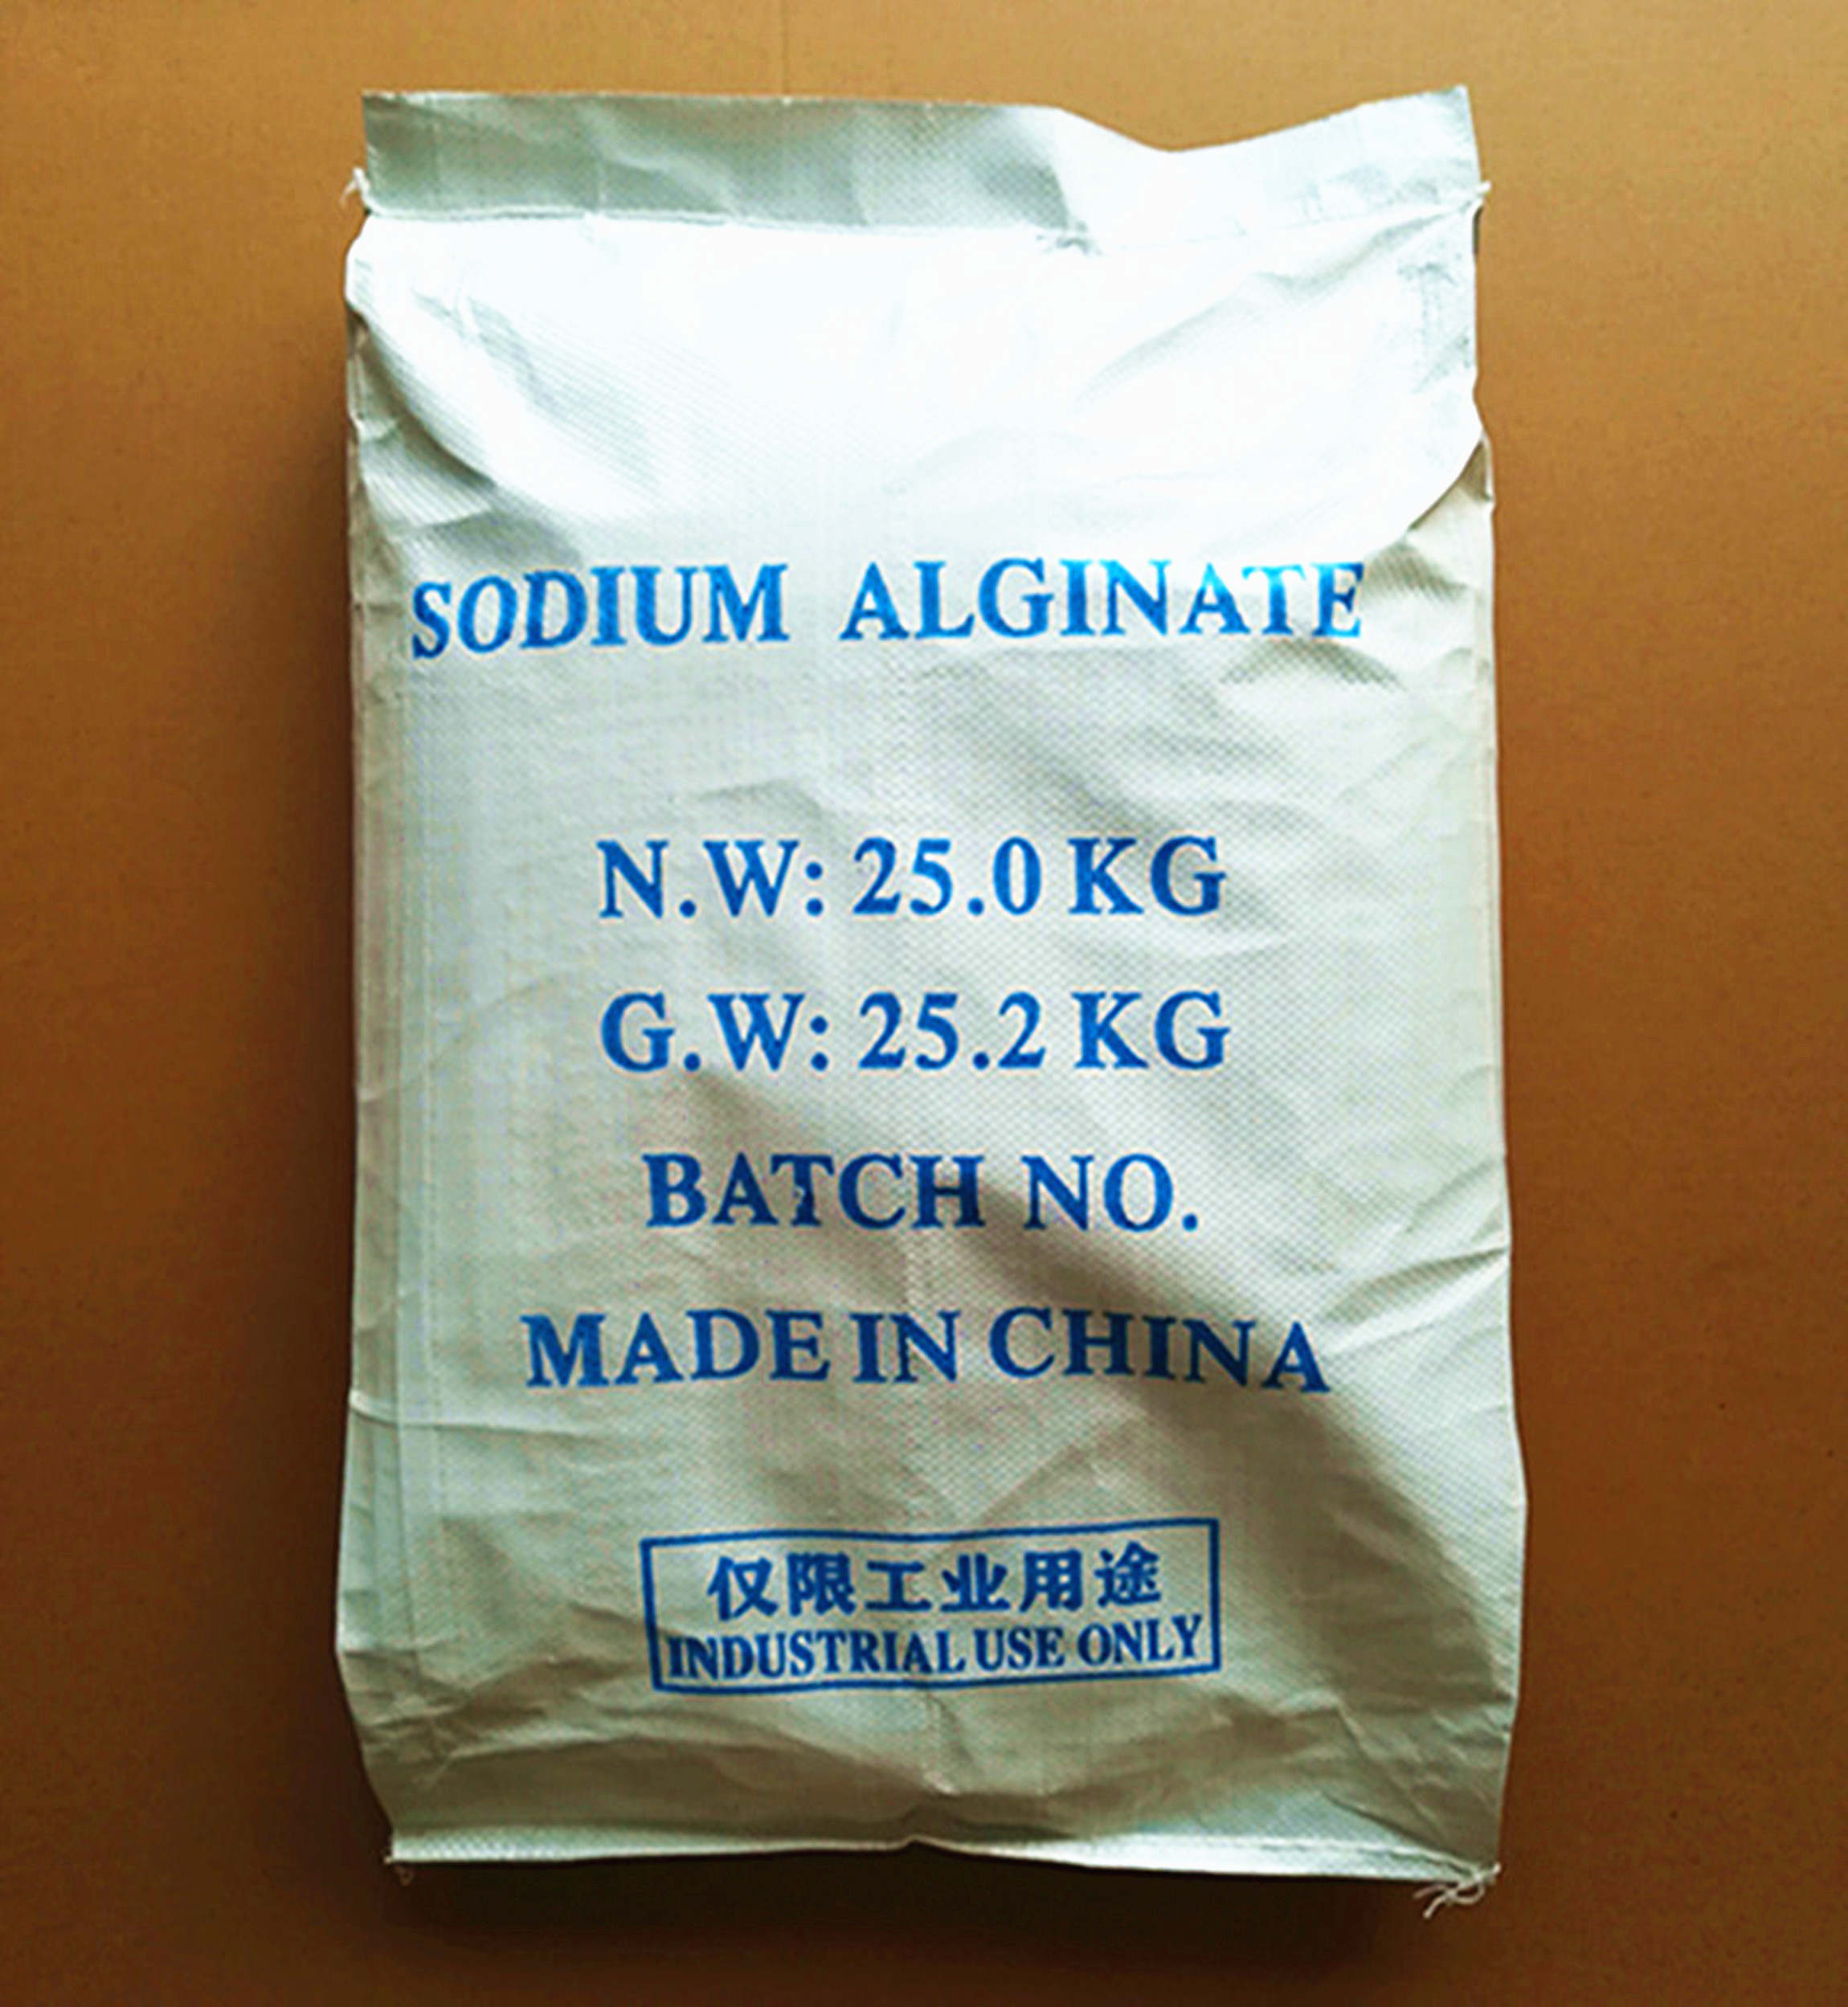 SODIUM ALGINATE
N.W: 25.0 KG
G.W: 25.2 KG
BATCH NO.
MADE IN CHINA
仅限工业用途
INDUSTRIAL USE ONLY